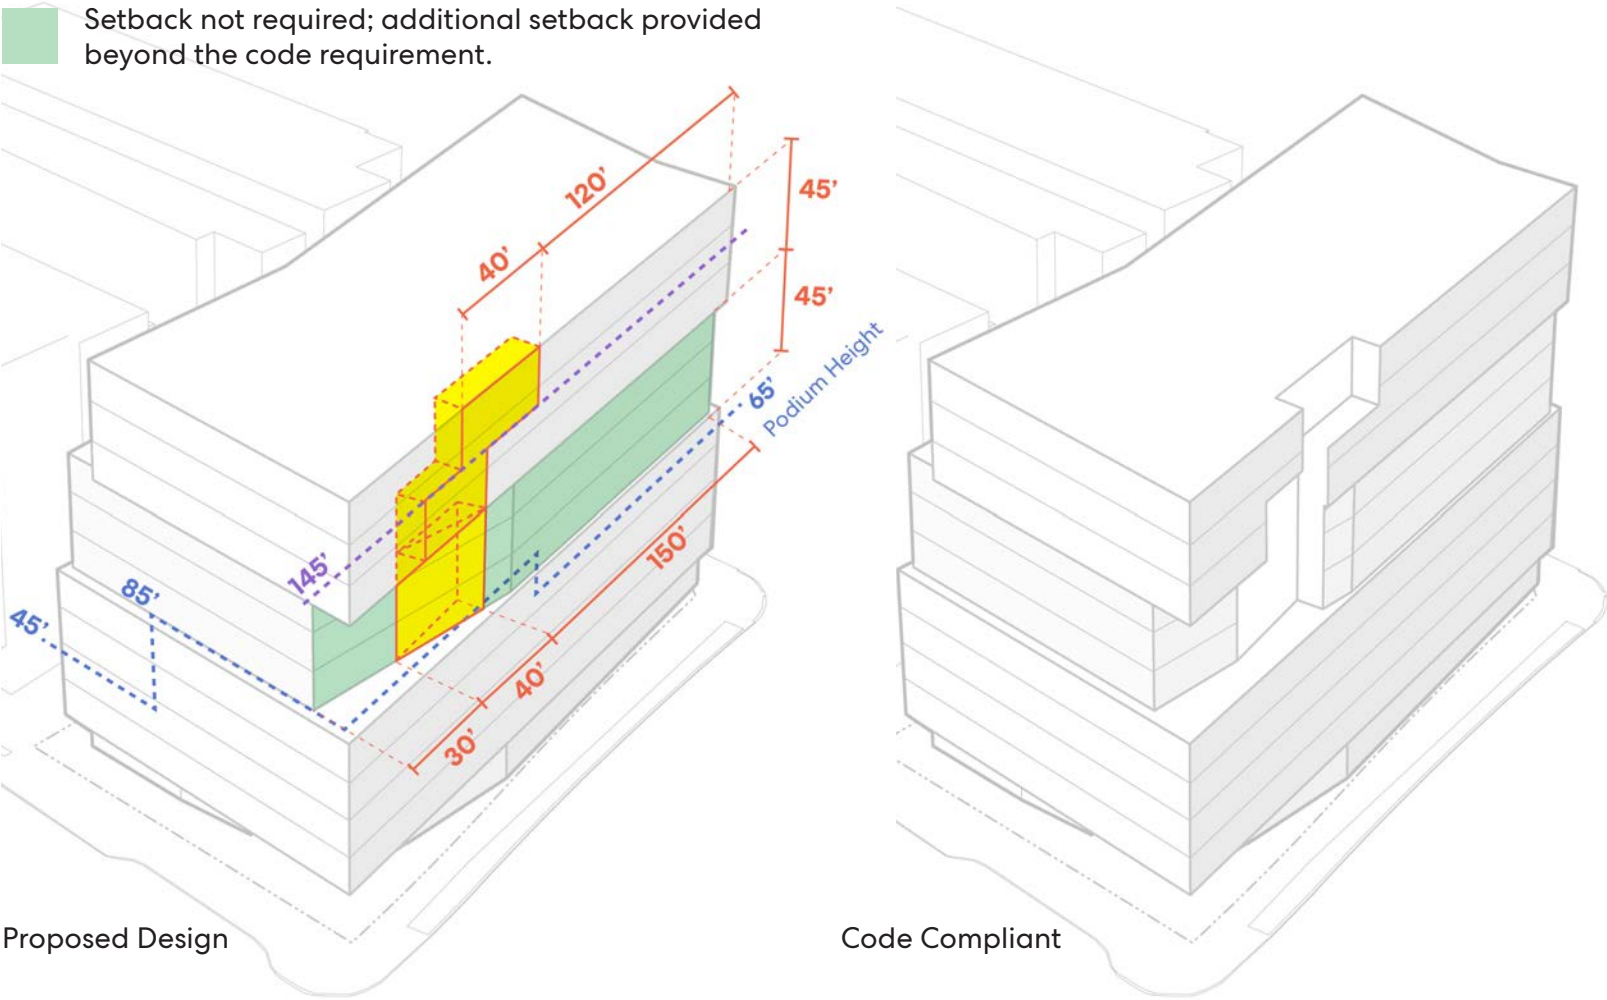 Setback not required; additional setback provided
beyond the code requirement.
120’
45’
40’
45’
65’
Podium Height
145’
85’
45’
150’
40’
30’
Proposed Design
Code Compliant